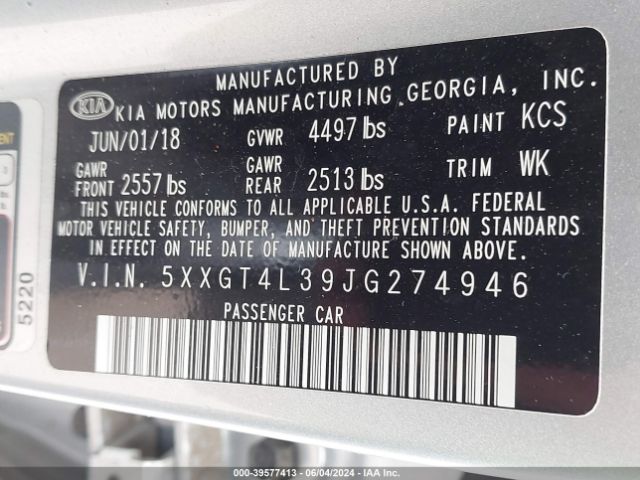 MANUFACTURED BY
KIA KIA MOTORS MANUFACTURING GEORGIA, INC.
JUN/01/18 GVWR 4497 lbs PAINT KCS
GAWR FRONT 2557 lbs GAWR REAR 2513 lbs TRIM WK
THIS VEHICLE CONFORMS TO ALL APPLICABLE U.S.A. FEDERAL
MOTOR VEHICLE SAFETY, BUMPER, AND THEFT PREVENTION STANDARDS
IN EFFECT ON THE DATE OF MANUFACTURE SHOWN ABOVE.
V.I.N. 5XXGT4L39JG274946
PASSENGER CAR
5220
000-39577413 - 06/04/2024 - IAA Inc.